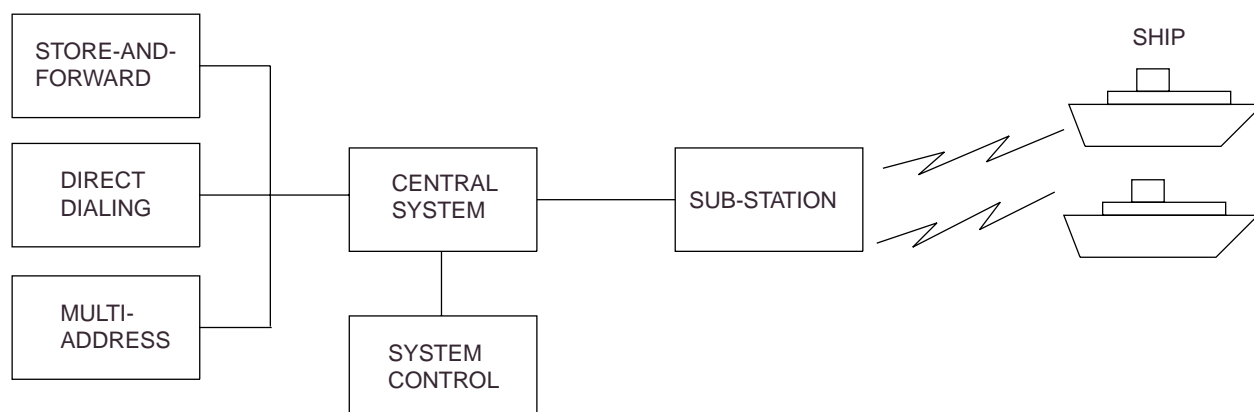 STORE-AND-
FORWARD
DIRECT
DIALING
MULTI-
ADDRESS
CENTRAL
SYSTEM
SYSTEM
CONTROL
SUB-STATION
SHIP